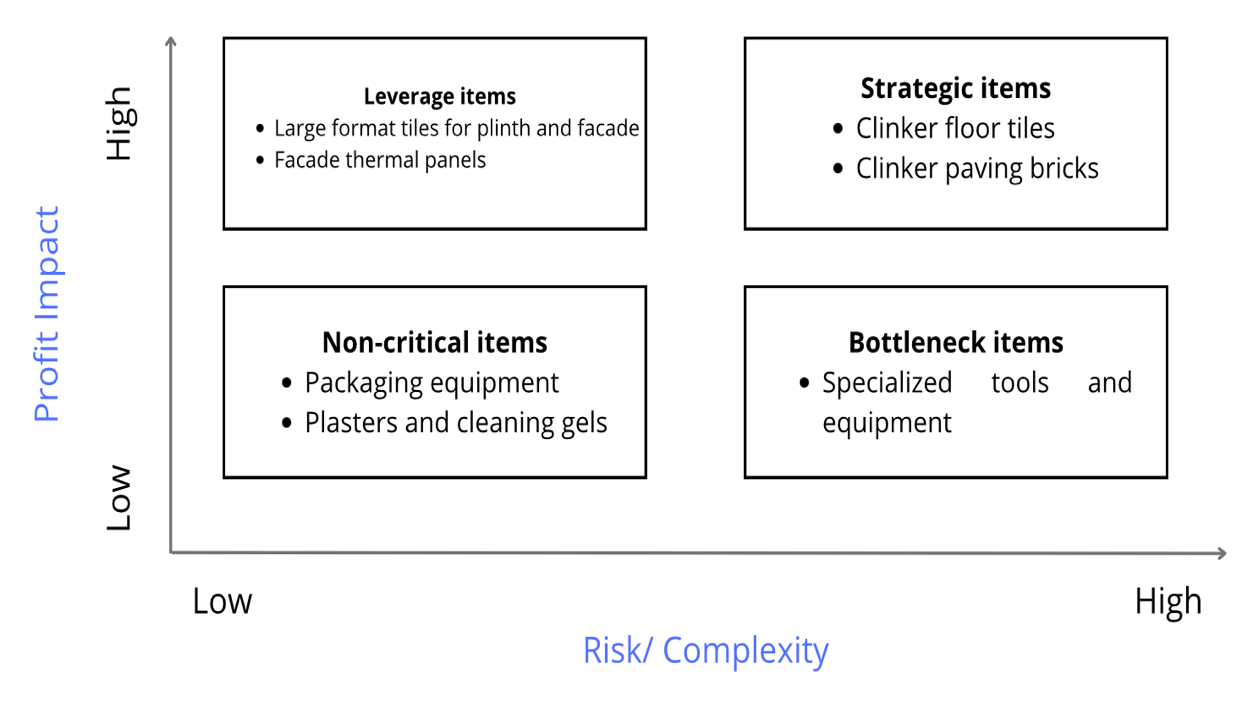 High
Leverage items
• Large format tiles for plinth and facade
• Facade thermal panels
Strategic items
• Clinker floor tiles
• Clinker paving bricks
Profit Impact
Non-critical items
• Packaging equipment
• Plasters and cleaning gels
Bottleneck items
• Specialized tools and
equipment
Low
Low
High
Risk/ Complexity